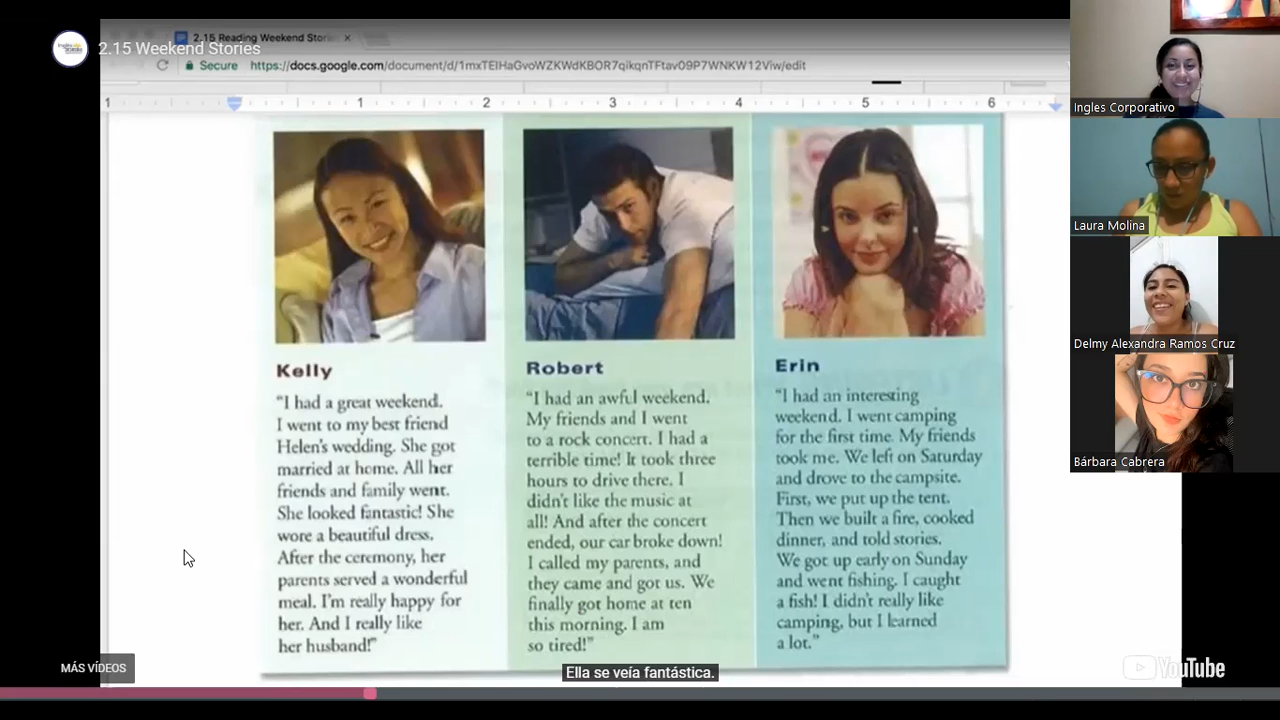 2.15 Reading Weekend Stori
2.15 Weekend Stories
Secure
https://docs.google.com/document/d/1mxTEIHaGvoWZKWdKBOR7qikqnTFtav09P7WNKW12Viw/edit
1 1 2 3 4 5 6
Kelly
"I had a great weekend.
I went to my best friend
Helen's wedding. She got
married at home. All her
friends and family went.
She looked fantastic! She
wore a beautiful dress.
After the ceremony, her
parents served a wonderful
meal. I'm really happy for
her. And I really like
her husband!"
Robert
"I had an awful weekend.
My friends and I went
to a rock concert. I had a
terrible time! It took three
hours to drive there. I
didn't like the music at
all! And after the concert
ended, our car broke down!
I called my parents, and
they came and got us. We
finally got home at ten
this morning. I am
so tired!"
Erin
"I had an interesting
weekend. I went camping
for the first time. My friends
took me. We left on Saturday
and drove to the campsite.
First, we put up the tent.
Then we built a fire, cooked
dinner, and told stories.
We got up early on Sunday
and went fishing. I caught
a fish! I didn't really like
camping, but I learned
a lot."
Ella se veía fantástica.
MÁS VÍDEOS
YouTube
Ingles Corporativo
Laura Molina
Delmy Alexandra Ramos Cruz
Bárbara Cabrera